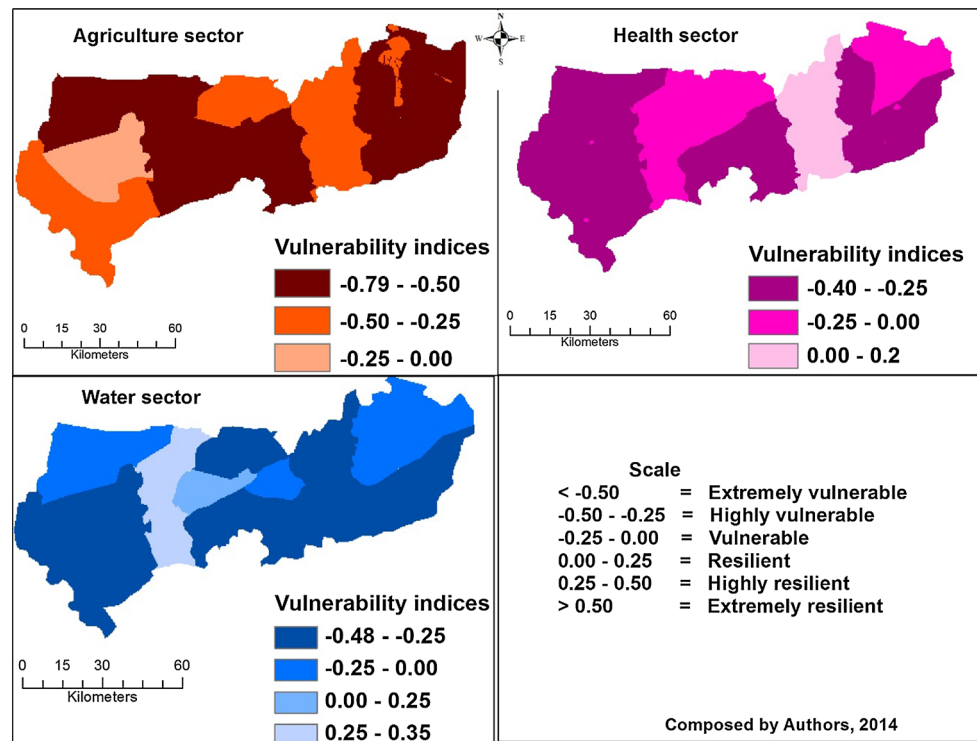 Agriculture sector
N
W E
S
Health sector
Vulnerability indices
-0.79 - -0.50
-0.50 - -0.25
-0.25 - 0.00
0 15 30 60
Kilometers
Vulnerability indices
-0.40 - -0.25
-0.25 - 0.00
0.00 - 0.2
0 15 30 60
Kilometers
Water sector
Vulnerability indices
-0.48 - -0.25
-0.25 - 0.00
0.00 - 0.25
0.25 - 0.35
0 15 30 60
Kilometers
Scale
< -0.50 = Extremely vulnerable
-0.50 - -0.25 = Highly vulnerable
-0.25 - 0.00 = Vulnerable
0.00 - 0.25 = Resilient
0.25 - 0.50 = Highly resilient
> 0.50 = Extremely resilient
Composed by Authors, 2014